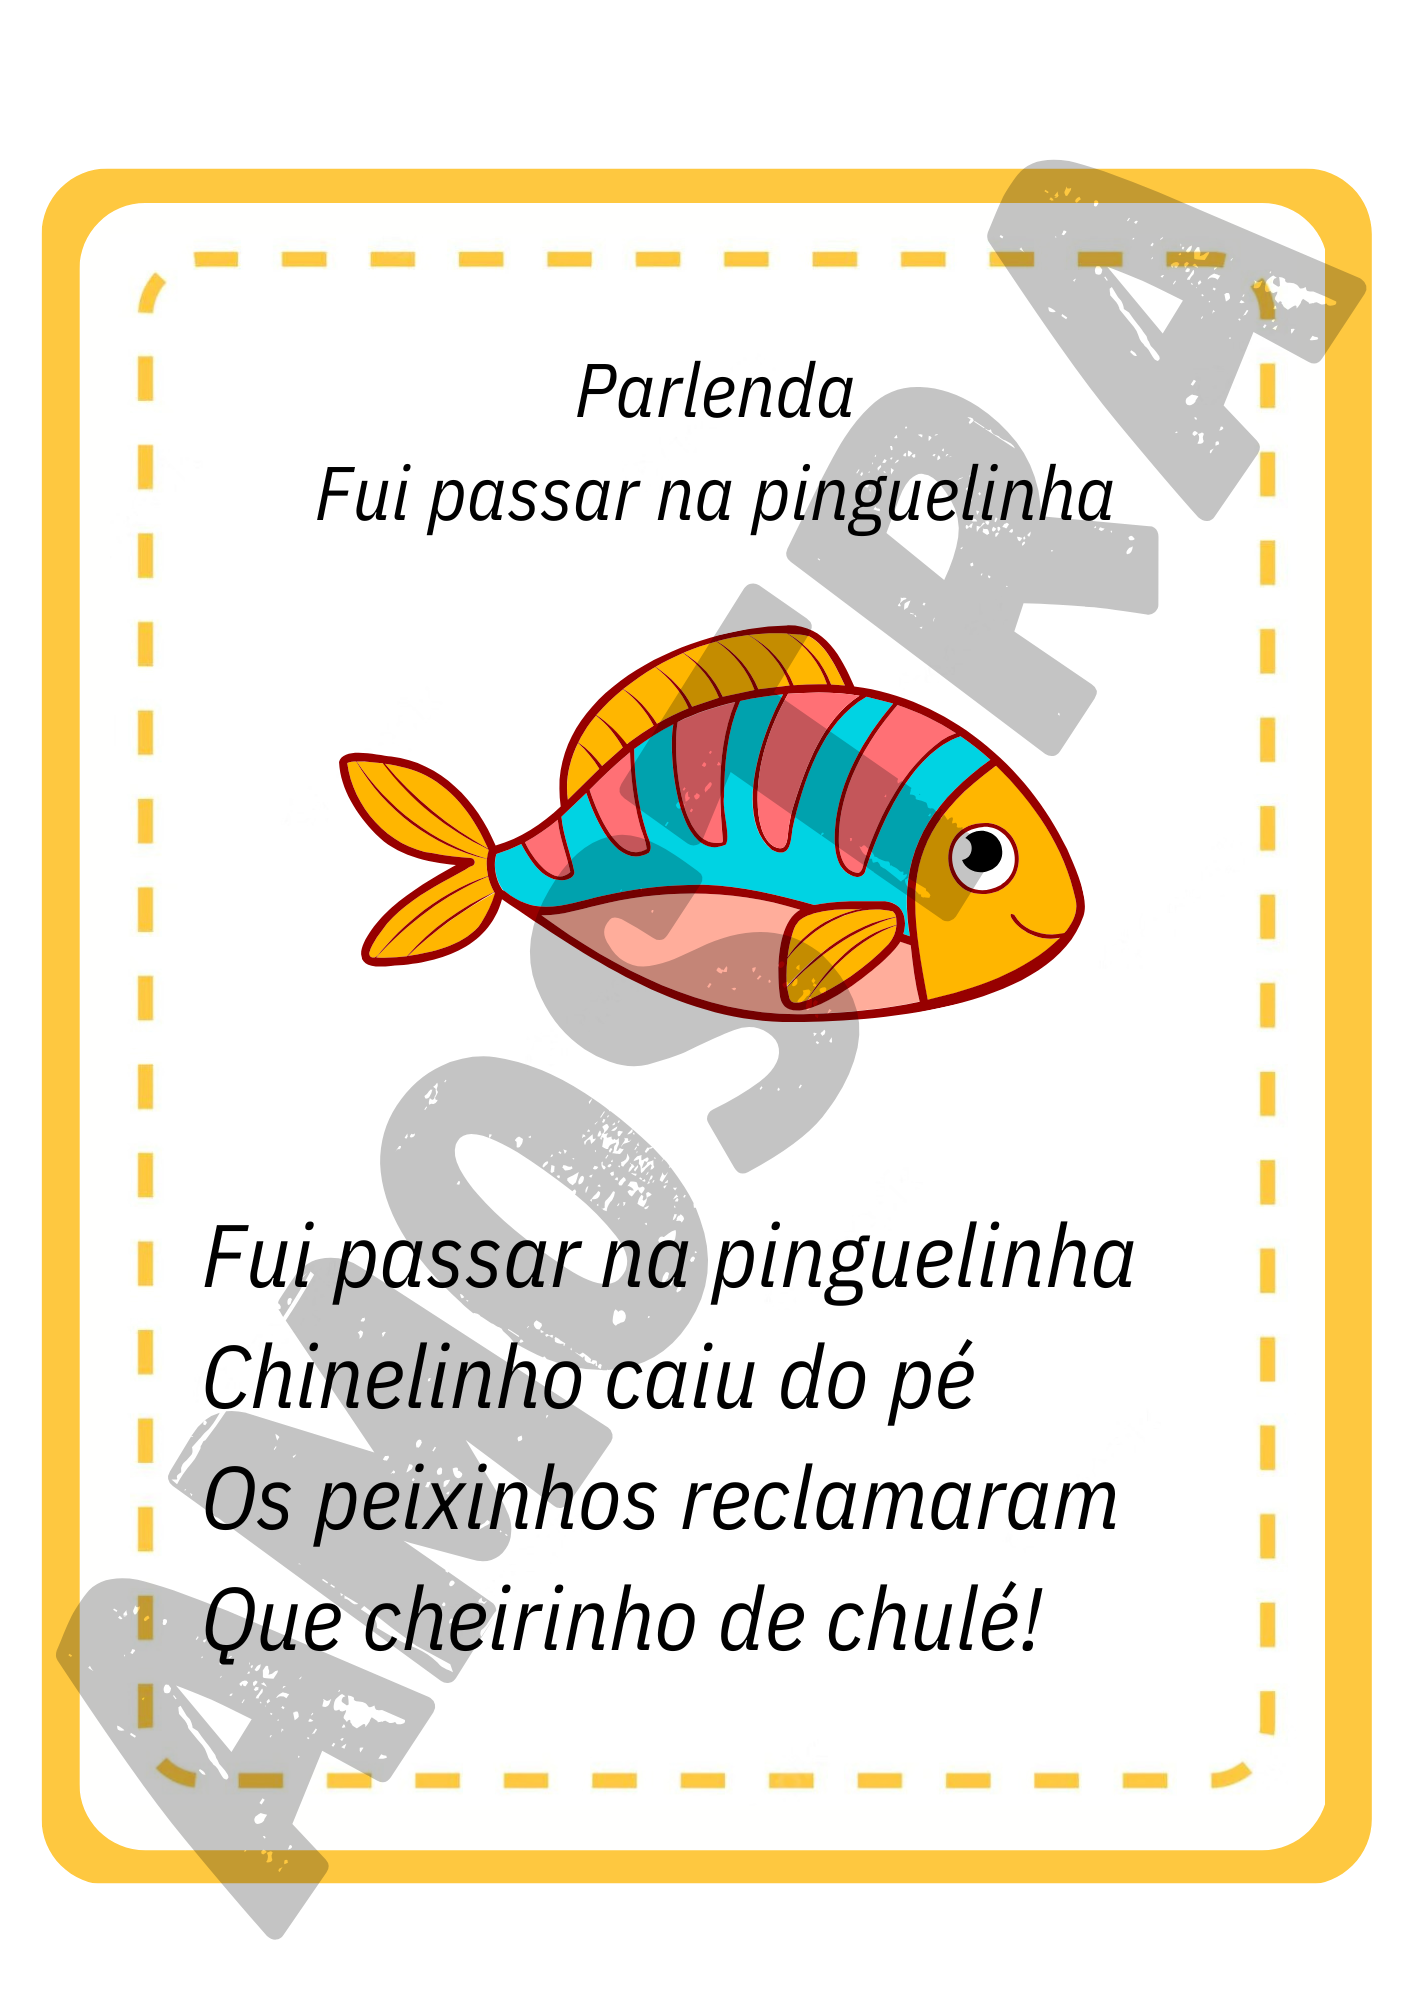 Parlenda
Fui passar na pinguelinha
Fui passar na pinguelinha
Chinelinho caiu do pé
Os peixinhos reclamaram
Que cheirinho de chulé!
AMOSTRA